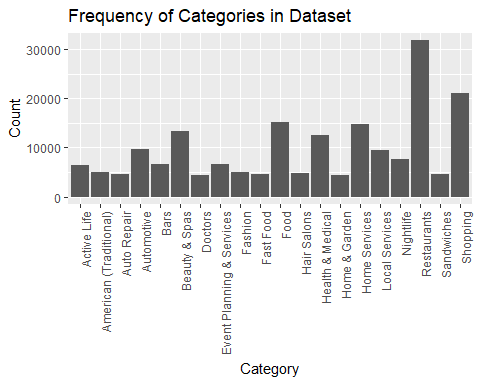 Frequency of Categories in Dataset
Count
30000
20000
10000
0
Active Life
American (Traditional)
Auto Repair
Automotive
Bars
Beauty & Spas
Doctors
Event Planning & Services
Fashion
Fast Food
Food
Hair Salons
Health & Medical
Home & Garden
Home Services
Local Services
Nightlife
Restaurants
Sandwiches
Shopping
Category